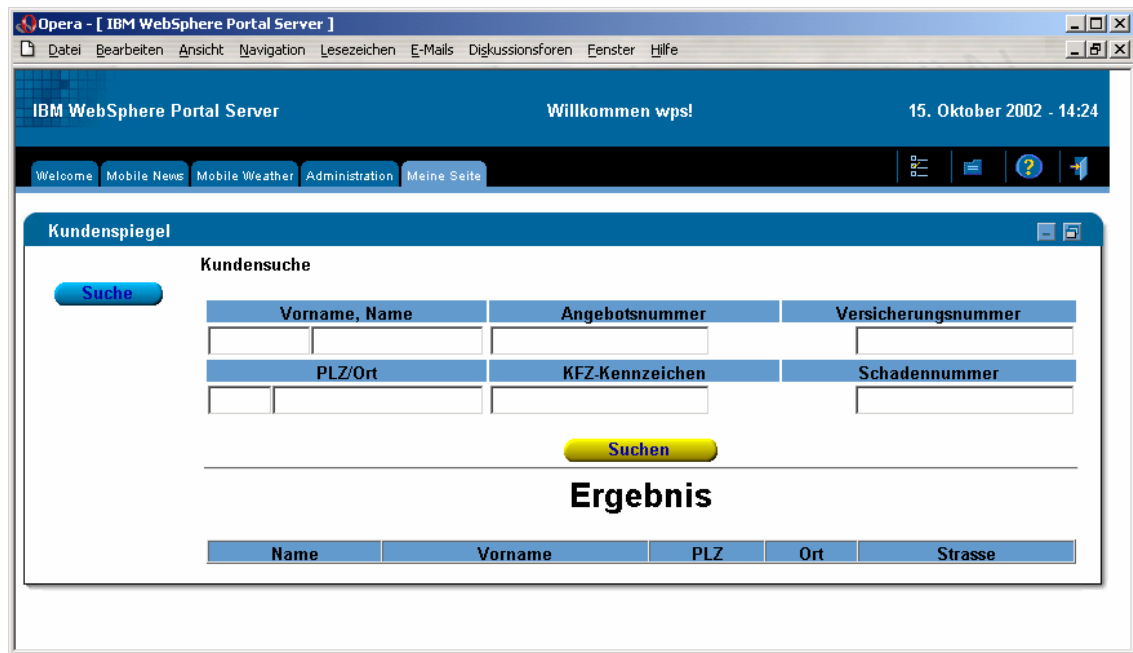 Opera - [ IBM WebSphere Portal Server ]
Datei Bearbeiten Ansicht Navigation Lesezeichen E-Mails Diskussionsforen Fenster Hilfe
IBM WebSphere Portal Server Willkommen wps! 15. Oktober 2002 - 14:24
Welcome Mobile News Mobile Weather Administration Meine Seite ?
Kundenspiegel
Kundensuche
Suche
Vorname, Name Angebotsnummer Versicherungsnummer
PLZ/Ort KFZ-Kennzeichen Schadennummer
Suchen
Ergebnis
Name Vorname PLZ Ort Strasse